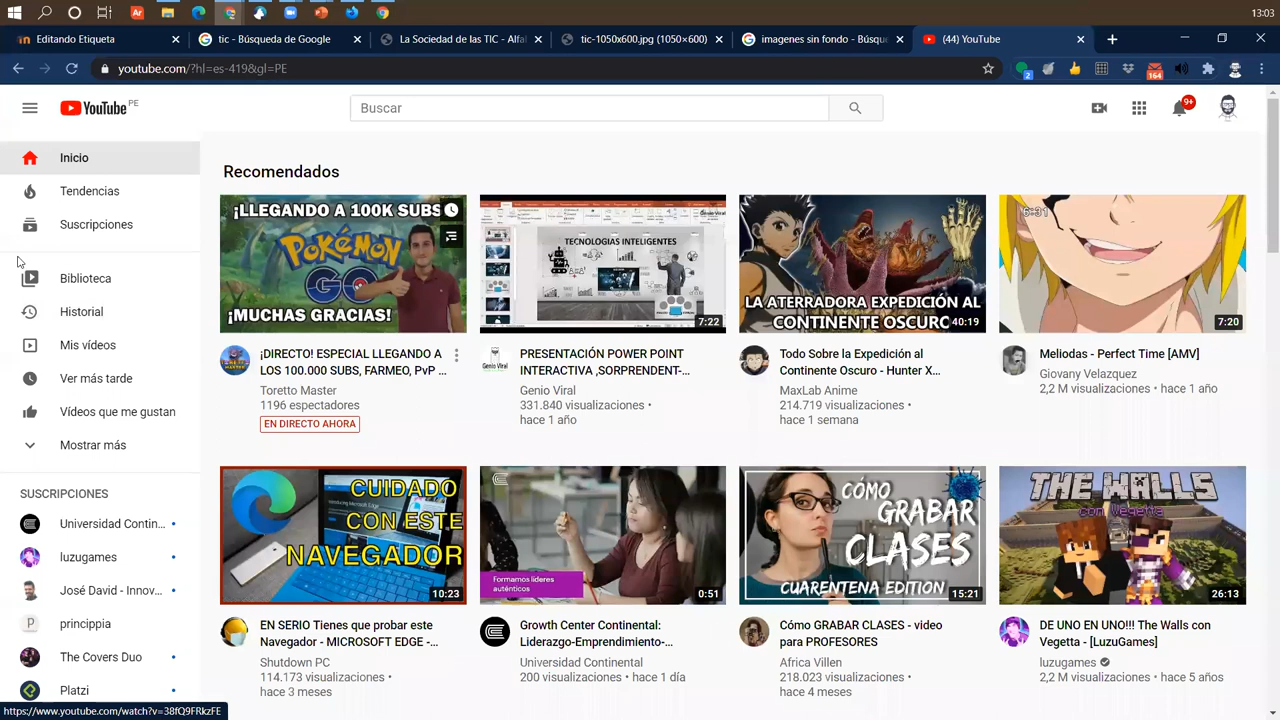 13:03
Editando Etiqueta
tic - Búsqueda de Google
La Sociedad de las TIC - Alfal
tic-1050x600.jpg (1050×600)
imagenes sin fondo - Búsqu
(44) YouTube
youtube.com/?hl=es-419&gl=PE
2
164
YouTube PE
Buscar
9+
Inicio
Tendencias
Suscripciones
Biblioteca
Historial
Mis vídeos
Ver más tarde
Vídeos que me gustan
Mostrar más
SUSCRIPCIONES
Universidad Contin...
luzugames
José David - Innov...
P
princippia
The Covers Duo
Platzi
Recomendados
¡LLEGANDO A 100K SUBS
POKÉMON
GO
¡MUCHAS GRACIAS!
¡DIRECTO! ESPECIAL LLEGANDO A
LOS 100.000 SUBS, FARMEO, PvP ...
Toretto Master
1196 espectadores
EN DIRECTO AHORA
Genio Viral
TECNOLOGIAS INTELIGENTES
7:22
Genio Viral
PRESENTACIÓN POWER POINT
INTERACTIVA ,SORPRENDENT-...
Genio Viral
331.840 visualizaciones •
hace 1 año
LA ATERRADORA EXPEDICIÓN AL
CONTINENTE OSCURO
40:19
Todo Sobre la Expedición al
Continente Oscuro - Hunter X...
MaxLab Anime
214.719 visualizaciones •
hace 1 semana
6:31
7:20
Meliodas - Perfect Time [AMV]
Giovany Velazquez
2,2 M visualizaciones • hace 1 año
CUIDADO
CON ESTE
NAVEGADOR
10:23
EN SERIO Tienes que probar este
Navegador - MICROSOFT EDGE -...
Shutdown PC
114.173 visualizaciones •
hace 3 meses
Formamos líderes
auténticos
0:51
Growth Center Continental:
Liderazgo-Emprendimiento-...
Universidad Continental
200 visualizaciones • hace 1 día
CÓMO
GRABAR
CLASES
CUARENTENA EDITION
15:21
Cómo GRABAR CLASES - video
para PROFESORES
Africa Villen
218.023 visualizaciones •
hace 4 meses
THE WALLS
com Vegetta
26:13
DE UNO EN UNO!!! The Walls con
Vegetta - [LuzuGames]
luzugames
2,2 M visualizaciones • hace 5 años
https://www.youtube.com/watch?v=38fQ9FRkzFE